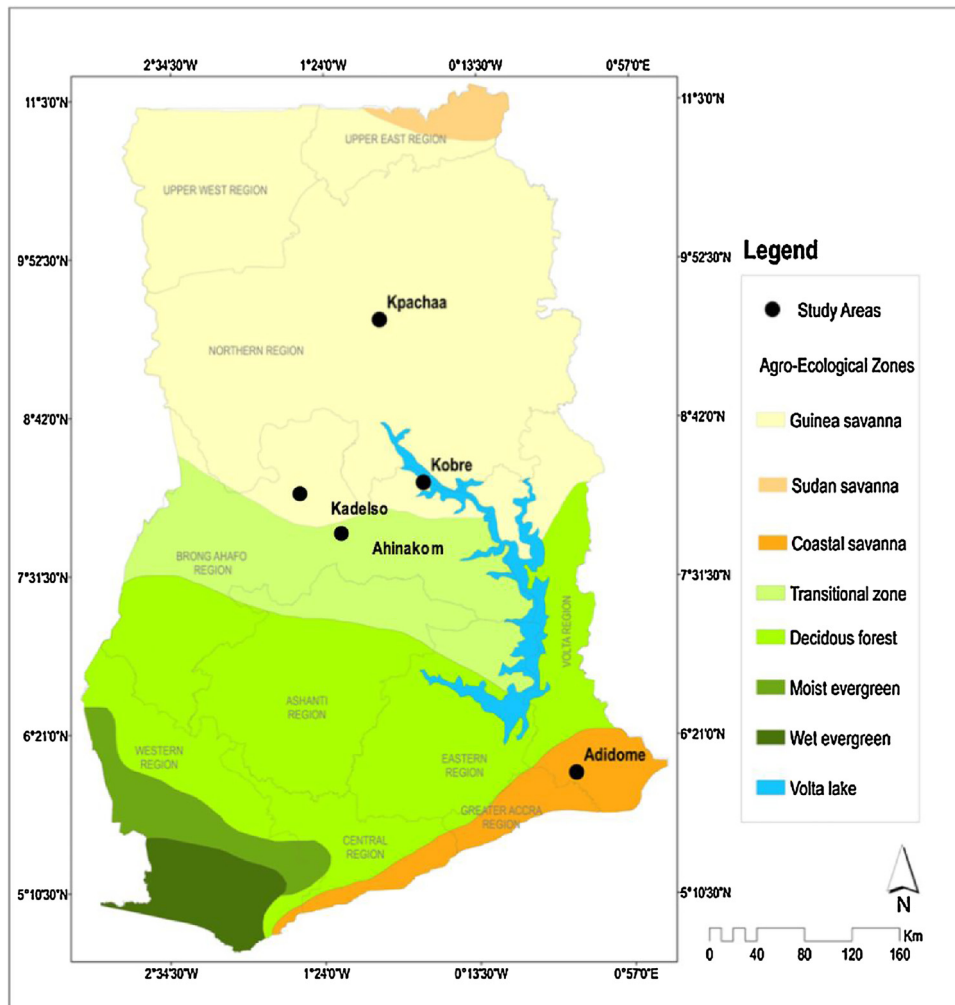 2°34'30"W
1°24'0"W
0°13'30"W
0°57'0"E
11°3'0"N
11°3'0"N
UPPER EAST REGION
UPPER WEST REGION
9°52'30"N
9°52'30"N
Kpachaa
NORTHERN REGION
8°42'0"N
8°42'0"N
Kobre
Kadelso
Ahinakom
BRONG AHAFO
REGION
7°31'30"N
7°31'30"N
VOLTA REGION
ASHANTI
REGION
6°21'0"N
6°21'0"N
WESTERN
REGION
EASTERN
REGION
Adidome
GREATER ACCRA
REGION
CENTRAL
REGION
5°10'30"N
5°10'30"N
2°34'30"W
1°24'0"W
0°13'30"W
0°57'0"E
Legend
Study Areas
Agro-Ecological Zones
Guinea savanna
Sudan savanna
Coastal savanna
Transitional zone
Decidous forest
Moist evergreen
Wet evergreen
Volta lake
N
Km
0 20 40 80 120 160